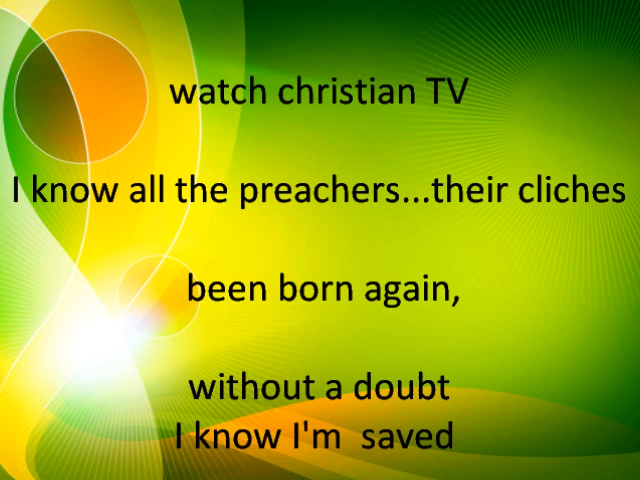 watch christian TV
I know all the preachers...their cliches
been born again,
without a doubt
I know I'm  saved